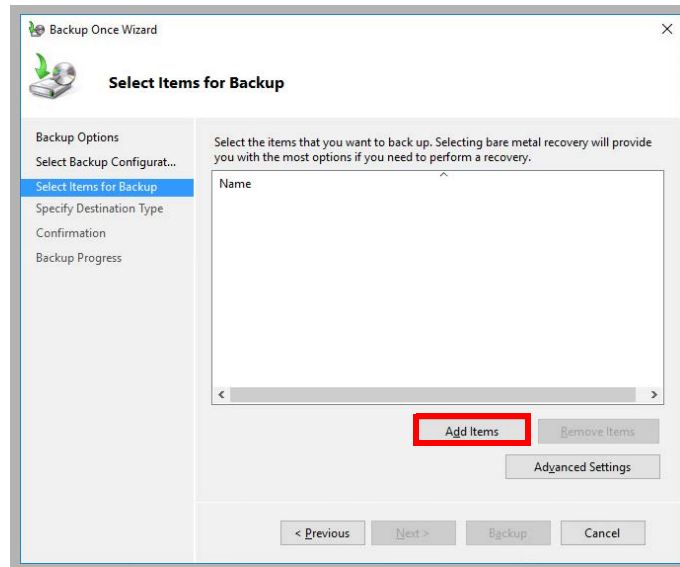 Backup Once Wizard
Select Items for Backup
Backup Options
Select Backup Configurat...
Select Items for Backup
Specify Destination Type
Confirmation
Backup Progress
Select the items that you want to back up. Selecting bare metal recovery will provide
you with the most options if you need to perform a recovery.
Name
Add Items
Remove Items
Advanced Settings
< Previous
Next >
Backup
Cancel